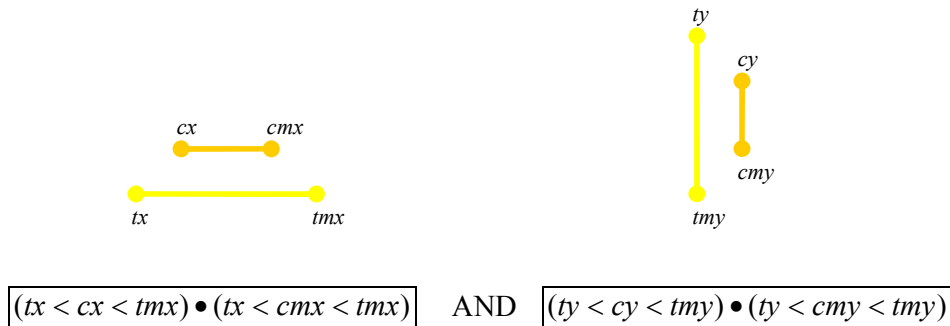 ty
cy
cx cmx
cmy
tx tmx tmy
(tx < cx < tmx) • (tx < cmx < tmx) AND (ty < cy < tmy) • (ty < cmy < tmy)